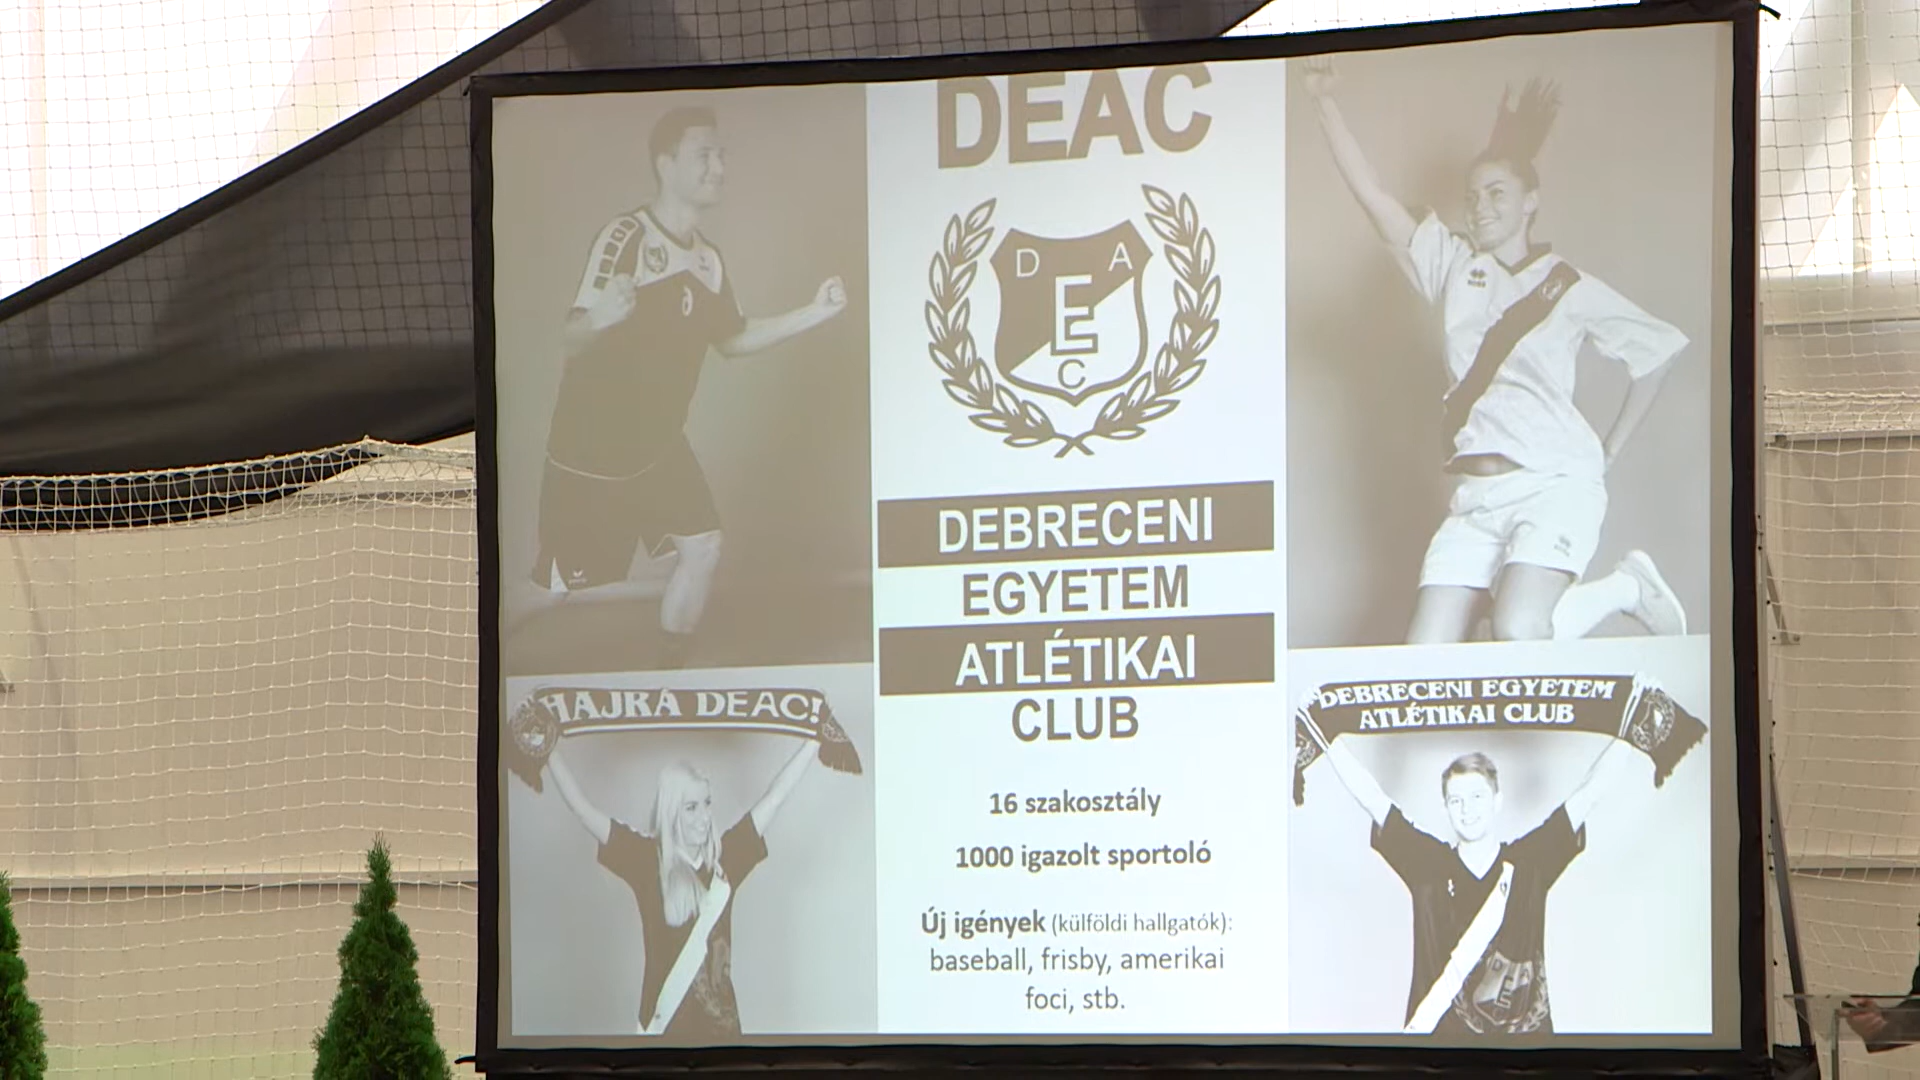 DEAC
D A
E
C
DEBRECENI
EGYETEM
ATLÉTIKAI
CLUB
HAJRÁ DEAC!
DEBRECENI EGYETEM
ATLÉTIKAI CLUB
16 szakosztály
1000 igazolt sportoló
Új igények (külföldi hallgatók):
baseball, frisby, amerikai
foci, stb.